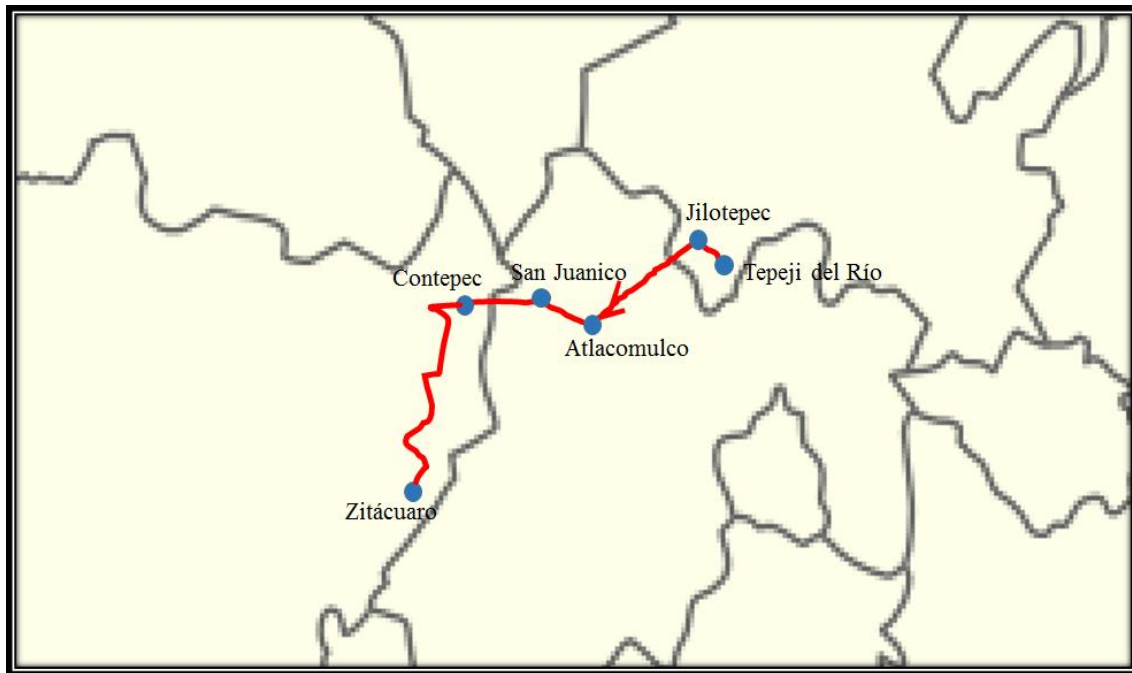 Jilotepec
Contepec
San Juanico
Tepeji del Río
Atlacomulco
Zitácuaro